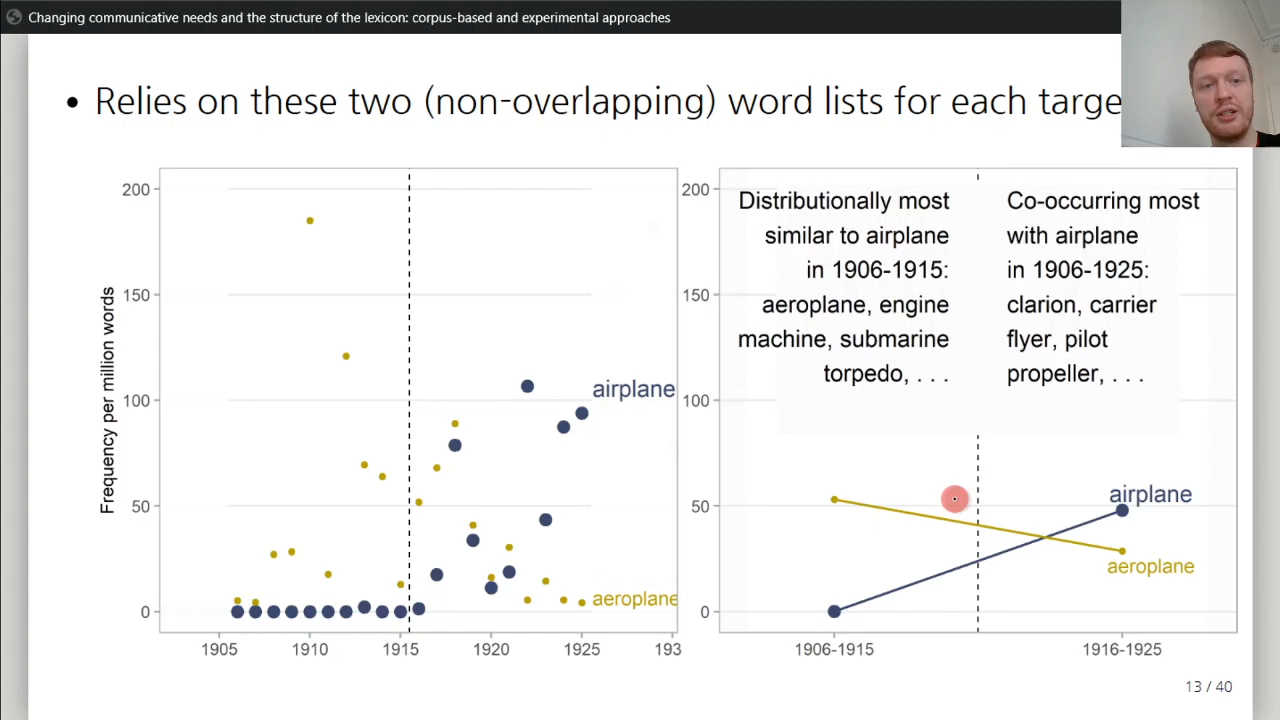 Changing communicative needs and the structure of the lexicon: corpus-based and experimental approaches
• Relies on these two (non-overlapping) word lists for each targe
Frequency per million words
200
150
100
50
0
1905
1910
1915
1920
1925
193
airplane
aeroplane
200
150
100
50
0
Distributionally most
similar to airplane
in 1906-1915:
aeroplane, engine
machine, submarine
torpedo, . . .
Co-occurring most
with airplane
in 1906-1925:
clarion, carrier
flyer, pilot
propeller, . . .
airplane
aeroplane
1906-1915
1916-1925
13 / 40